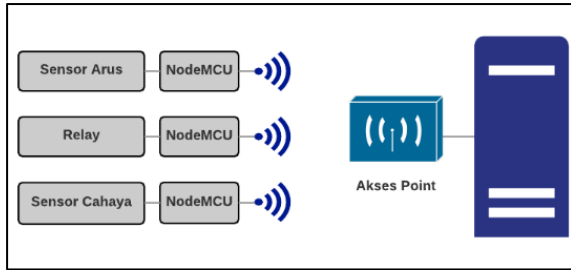 Sensor Arus
NodeMCU
Relay
NodeMCU
Sensor Cahaya
NodeMCU
Akses Point